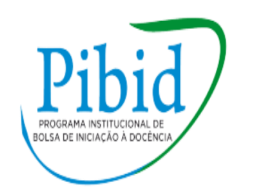 Pibid
PROGRAMA INSTITUCIONAL DE
BOLSA DE INICIAÇÃO À DOCÊNCIA